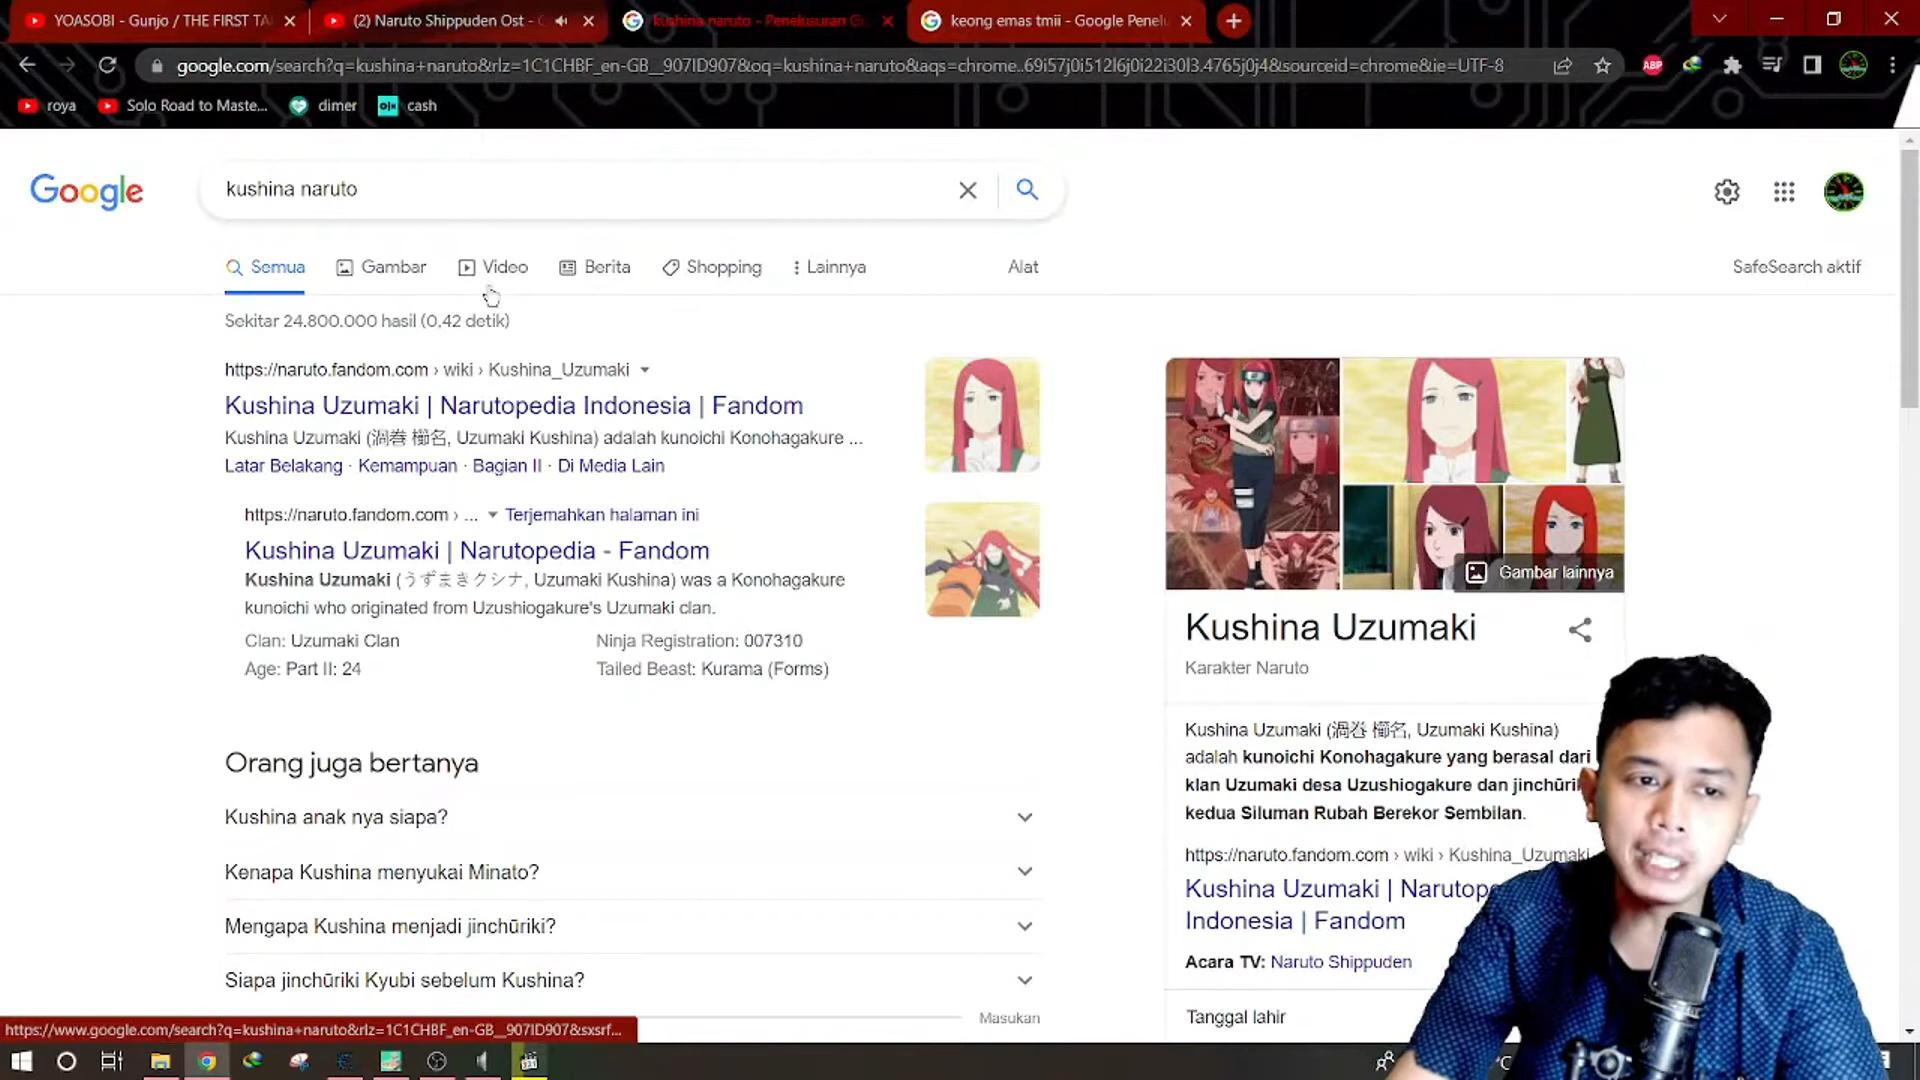 YOASOBI - Gunjo / THE FIRST TA
(2) Naruto Shippuden Ost -
kushina naruto - Penelusuran G
keong emas tmii - Google Penel
google.com/search?q=kushina+naruto&rlz=1C1CHBF_en-GB__907ID907&oq=kushina+naruto&aqs=chrome..69i57j0i512l6j0i22i30l3.4765j0j4&sourceid=chrome&ie=UTF-8
ABP
roya
Solo Road to Maste...
dimer
cash
Google
kushina naruto
Semua
Gambar
Video
Berita
Shopping
Lainnya
Alat
SafeSearch aktif
Sekitar 24.800.000 hasil (0,42 detik)
https://naruto.fandom.com › wiki › Kushina_Uzumaki
Kushina Uzumaki | Narutopedia Indonesia | Fandom
Kushina Uzumaki (渦巻 櫛名, Uzumaki Kushina) adalah kunoichi Konohagakure ...
Latar Belakang · Kemampuan · Bagian II · Di Media Lain
https://naruto.fandom.com › ... Terjemahkan halaman ini
Kushina Uzumaki | Narutopedia - Fandom
Kushina Uzumaki (うずまきクシナ, Uzumaki Kushina) was a Konohagakure
kunoichi who originated from Uzushiogakure's Uzumaki clan.
Clan: Uzumaki Clan
Ninja Registration: 007310
Age: Part II: 24
Tailed Beast: Kurama (Forms)
Orang juga bertanya
Kushina anak nya siapa?
Kenapa Kushina menyukai Minato?
Mengapa Kushina menjadi jinchūriki?
Siapa jinchūriki Kyubi sebelum Kushina?
Masukan
Gambar lainnya
Kushina Uzumaki
Karakter Naruto
Kushina Uzumaki (渦巻 櫛名, Uzumaki Kushina)
adalah kunoichi Konohagakure yang berasal dari
klan Uzumaki desa Uzushiogakure dan jinchūri
kedua Siluman Rubah Berekor Sembilan.
https://naruto.fandom.com › wiki › Kushina_Uzumaki
Kushina Uzumaki | Narutop
Indonesia | Fandom
Acara TV: Naruto Shippuden
Tanggal lahir
https://www.google.com/search?q=kushina+naruto&rlz=1C1CHBF_en-GB__907ID907&sxsrf...